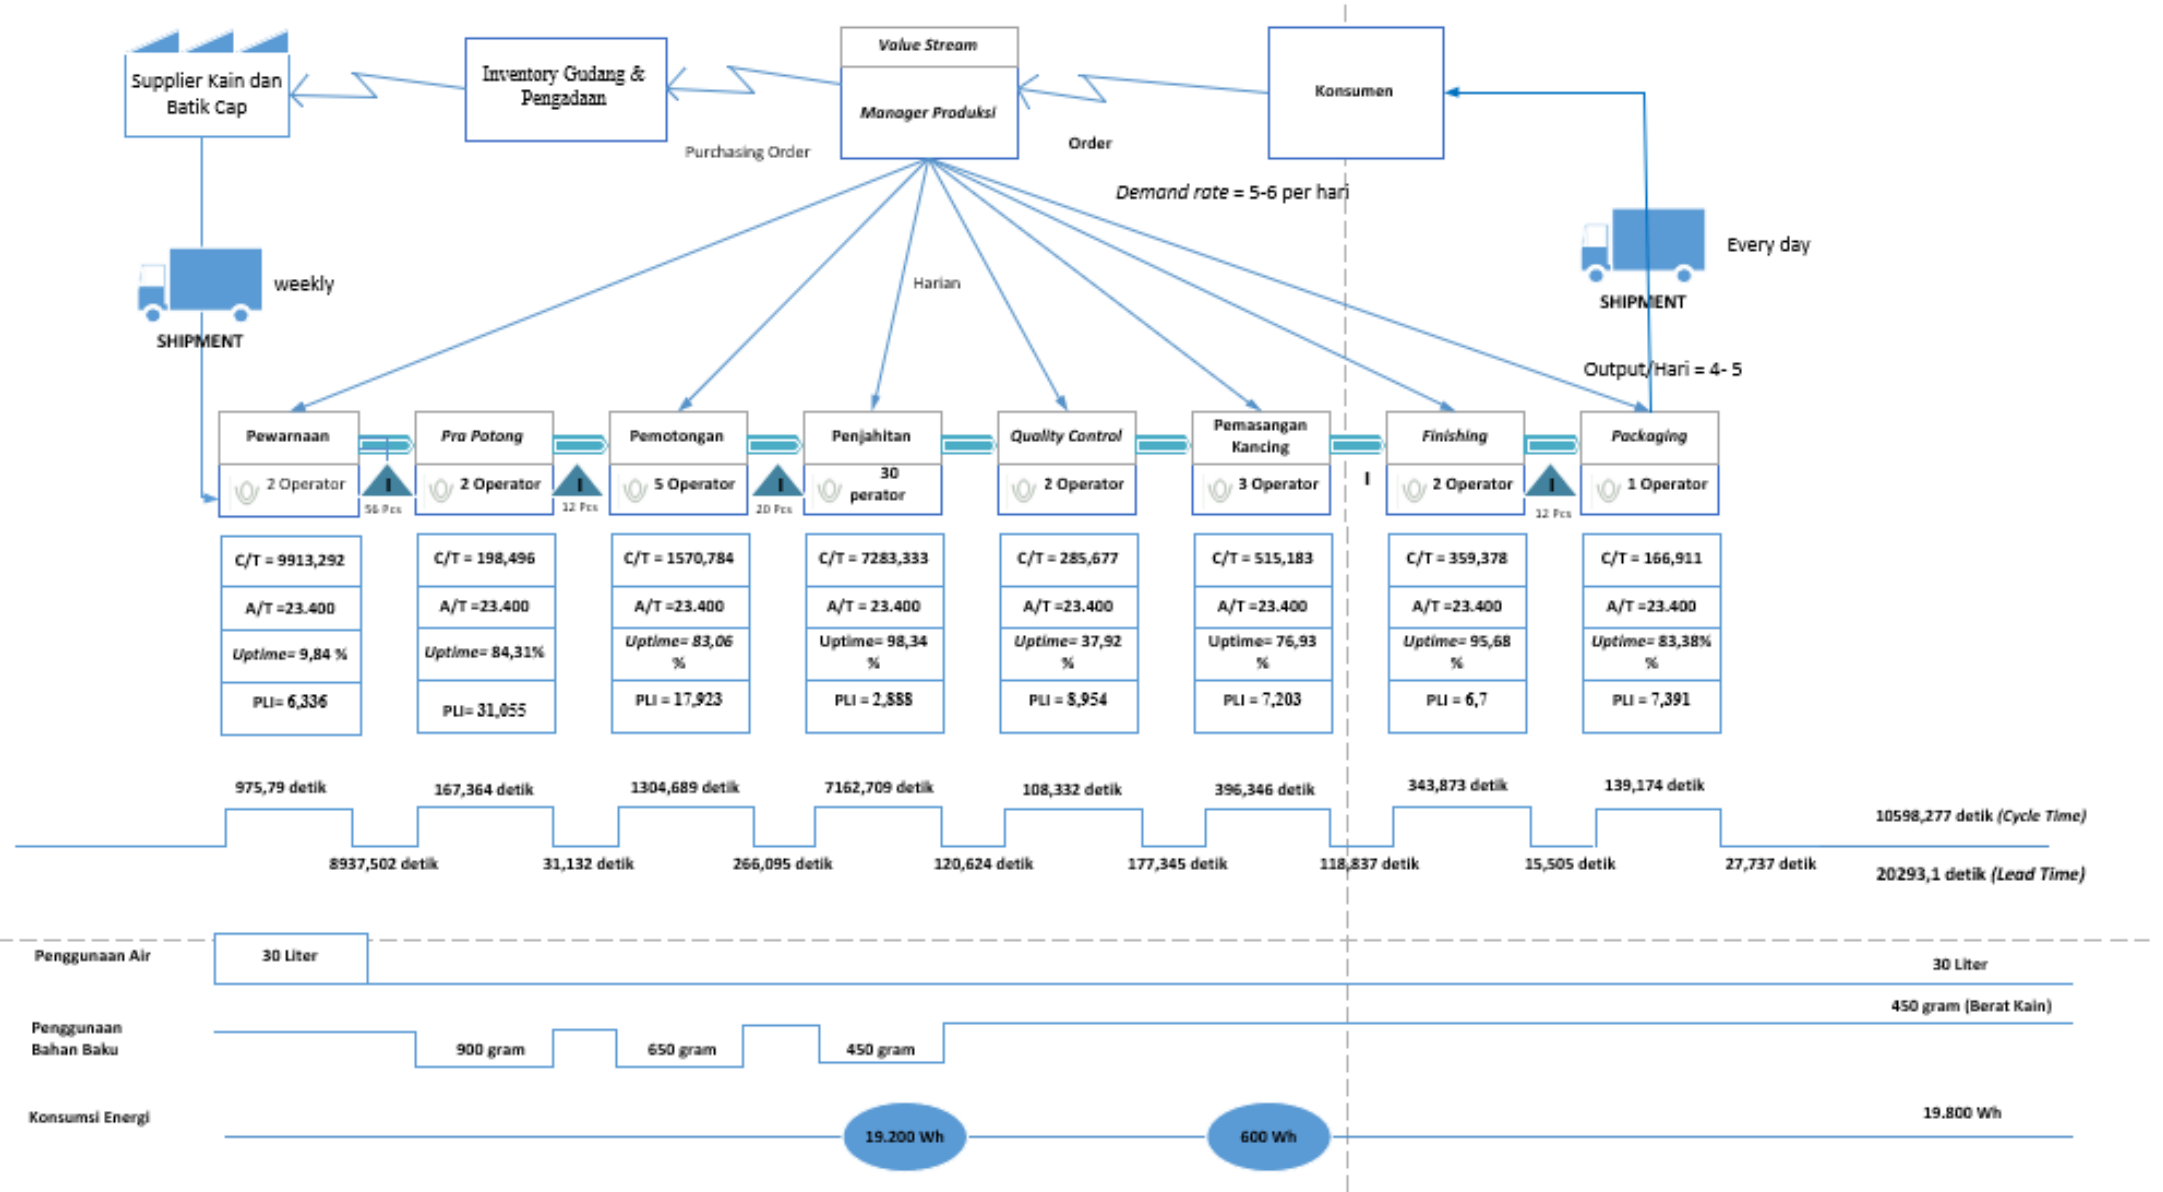 Supplier Kain dan
Batik Cap
Inventory Gudang &
Pengadaan
Value Stream
Manager Produksi
Konsumen
Purchasing Order
Order
Demand rate = 5-6 per hari
weekly
SHIPMENT
Harian
Every day
SHIPMENT
Output/Hari = 4- 5
Pewarnaan
Pra Potong
Pemotongan
Penjahitan
Quality Control
Pemasangan
Kancing
Finishing
Packaging
2 Operator
I
56 Pcs
2 Operator
I
12 Pcs
5 Operator
I
20 Pcs
30
perator
2 Operator
3 Operator
I
2 Operator
I
12 Pcs
1 Operator
C/T = 9913,292
C/T = 198,496
C/T = 1570,784
C/T = 7283,333
C/T = 285,677
C/T = 515,183
C/T = 359,378
C/T = 166,911
A/T =23.400
A/T =23.400
A/T =23.400
A/T = 23.400
A/T =23.400
A/T =23.400
A/T =23.400
A/T =23.400
Uptime= 9,84 %
Uptime= 84,31%
Uptime= 83,06
%
Uptime= 98,34
%
Uptime= 37,92
%
Uptime= 76,93
%
Uptime= 95,68
%
Uptime= 83,38%
%
PLI= 6,336
PLI= 31,055
PLI = 17,923
PLI = 2,888
PLI = 8,954
PLI = 7,203
PLI = 6,7
PLI = 7,391
975,79 detik
167,364 detik
1304,689 detik
7162,709 detik
108,332 detik
396,346 detik
343,873 detik
139,174 detik
10598,277 detik (Cycle Time)
8937,502 detik
31,132 detik
266,095 detik
120,624 detik
177,345 detik
118,837 detik
15,505 detik
27,737 detik
20293,1 detik (Lead Time)
Penggunaan Air
30 Liter
30 Liter
450 gram (Berat Kain)
Penggunaan
Bahan Baku
900 gram
650 gram
450 gram
Konsumsi Energi
19.200 Wh
600 Wh
19.800 Wh